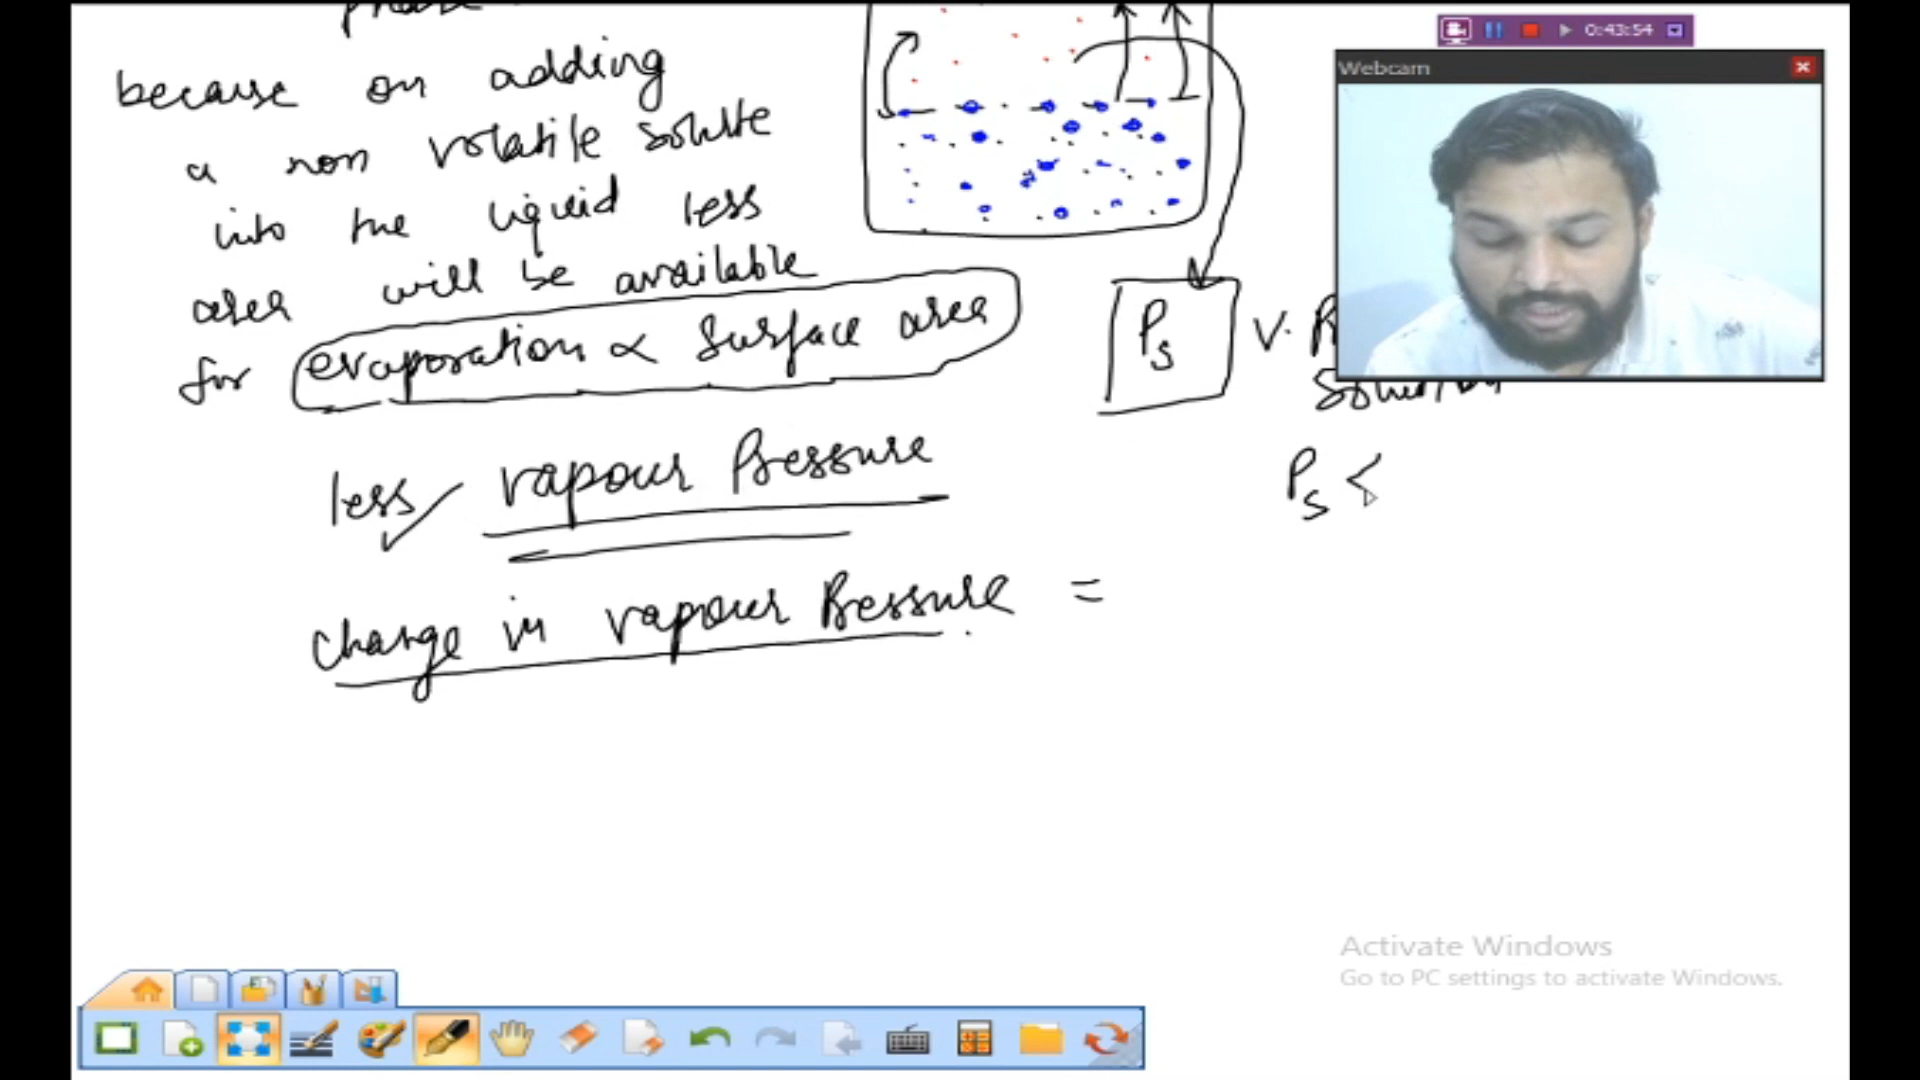 because on adding
a non volatile solute
into the liquid less
area will be available
for evaporation ∝ Surface area
less vapour Pressure
change in vapour Pressure =
Ps V.
Ps <
0:43:54
Webcam
Activate Windows
Go to PC settings to activate Windows.